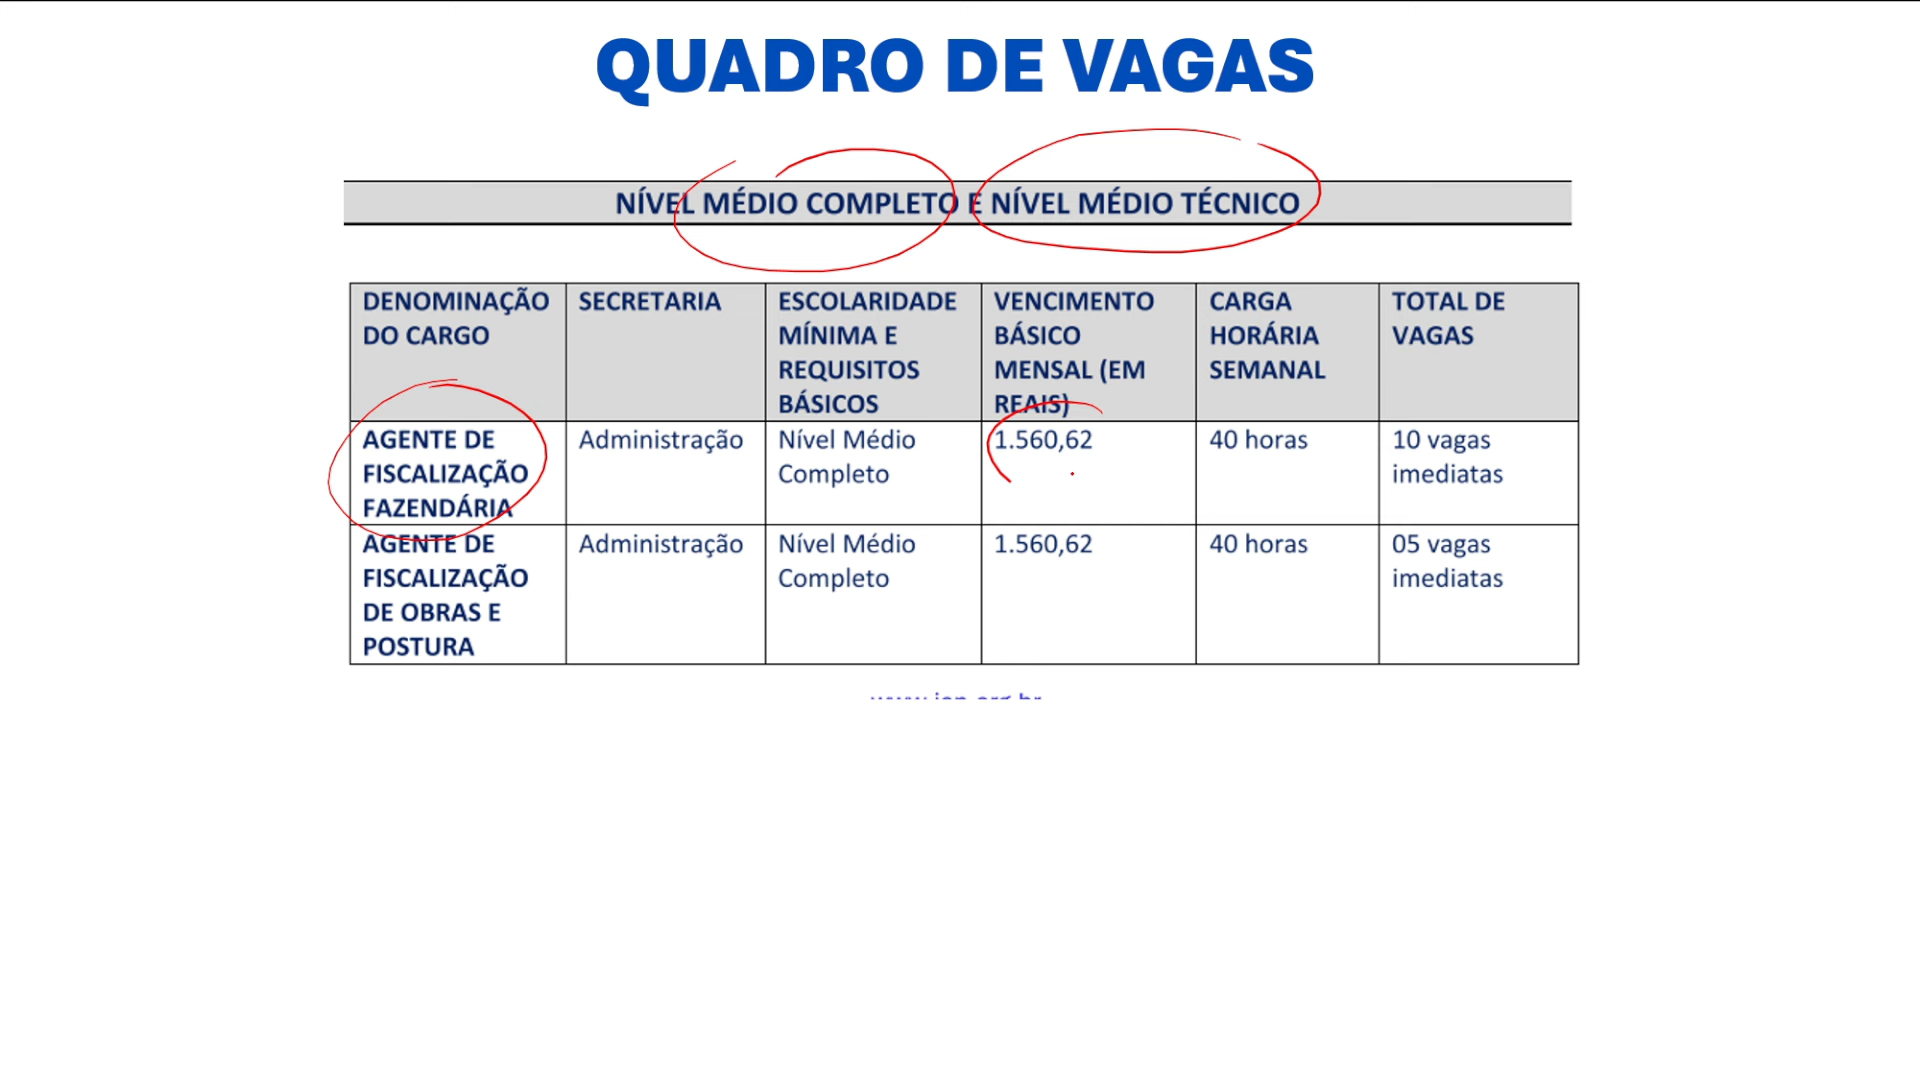 QUADRO DE VAGAS
NÍVEL MÉDIO COMPLETO E NÍVEL MÉDIO TÉCNICO
DENOMINAÇÃO DO CARGO SECRETARIA ESCOLARIDADE MÍNIMA E REQUISITOS BÁSICOS VENCIMENTO BÁSICO MENSAL (EM REAIS) CARGA HORÁRIA SEMANAL TOTAL DE VAGAS
AGENTE DE FISCALIZAÇÃO FAZENDÁRIA Administração Nível Médio Completo 1.560,62 40 horas 10 vagas imediatas
AGENTE DE FISCALIZAÇÃO DE OBRAS E POSTURA Administração Nível Médio Completo 1.560,62 40 horas 05 vagas imediatas